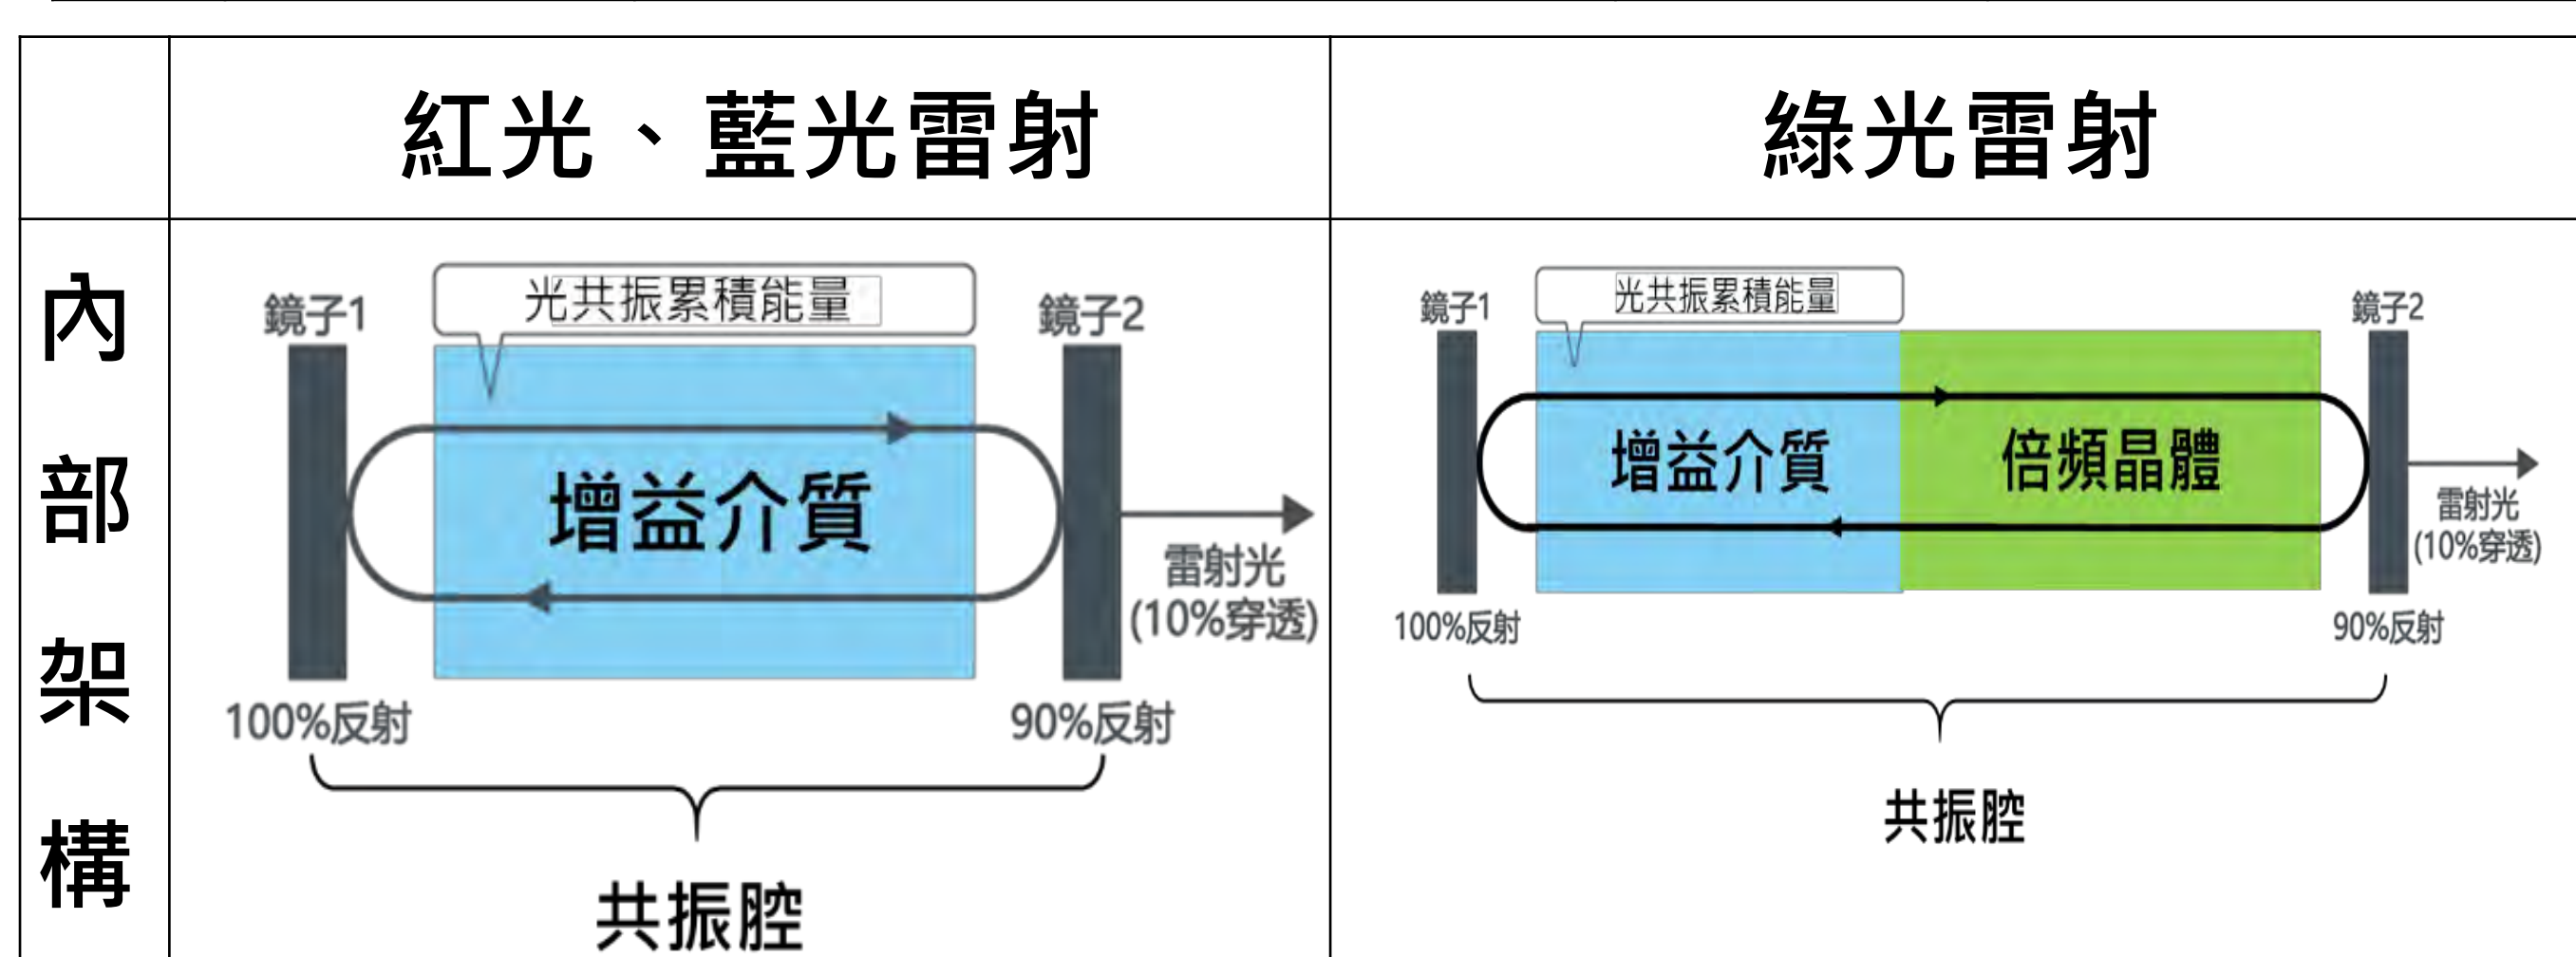 紅光、藍光雷射
綠光雷射
內
部
架
構
光共振累積能量
鏡子1
鏡子2
增益介質
雷射光
(10%穿透)
100%反射
90%反射
共振腔
光共振累積能量
鏡子1
鏡子2
增益介質
倍頻晶體
雷射光
(10%穿透)
100%反射
90%反射
共振腔